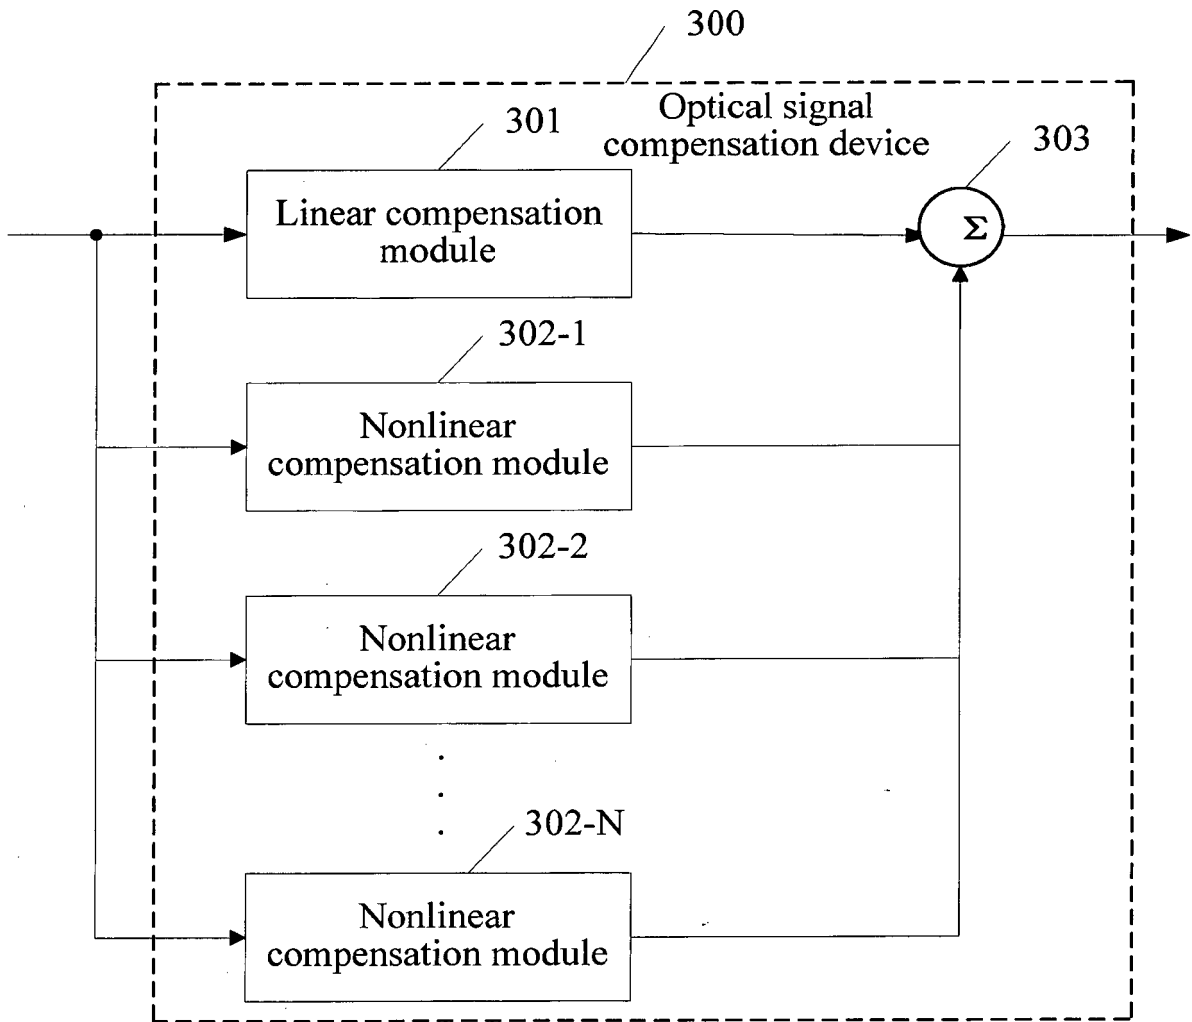 300
Optical signal
compensation device
301
303
Linear compensation
module
Σ
302-1
Nonlinear
compensation module
302-2
Nonlinear
compensation module
302-N
Nonlinear
compensation module